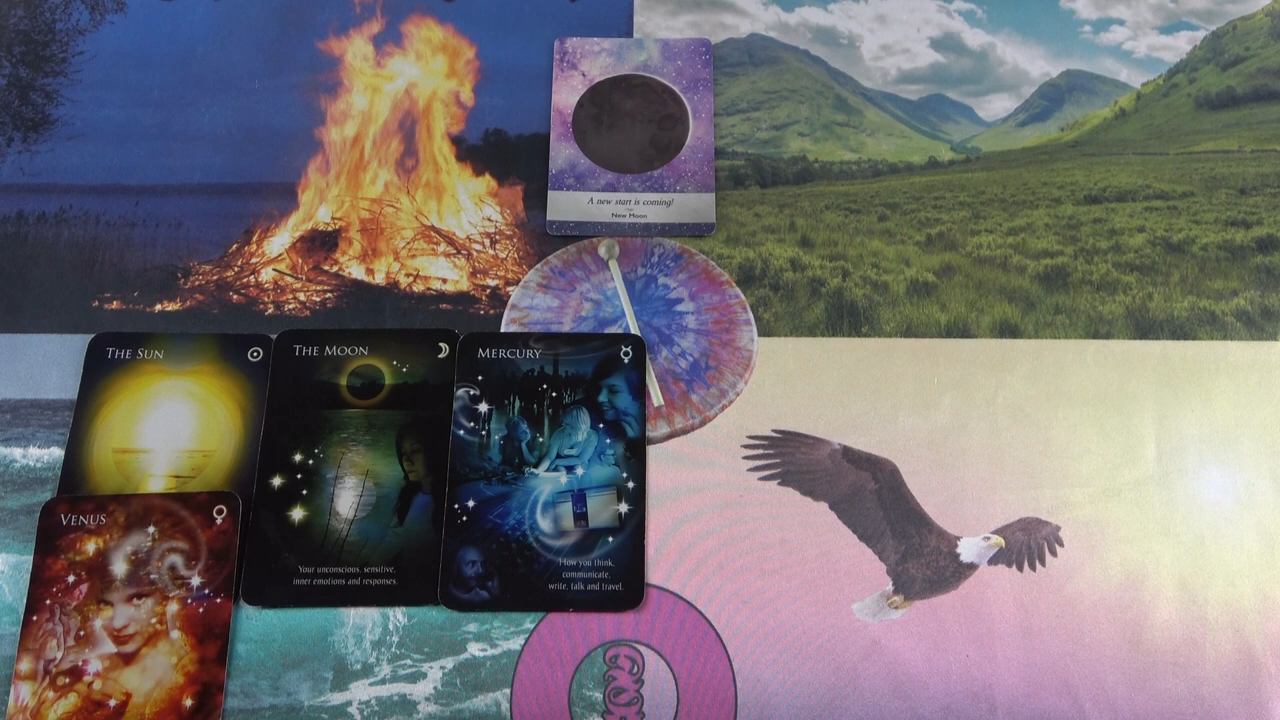 A new start is coming!
New Moon
THE SUN
THE MOON
MERCURY
Your unconscious, sensitive,
inner emotions and responses.
How you think,
communicate,
write, talk and travel.
VENUS